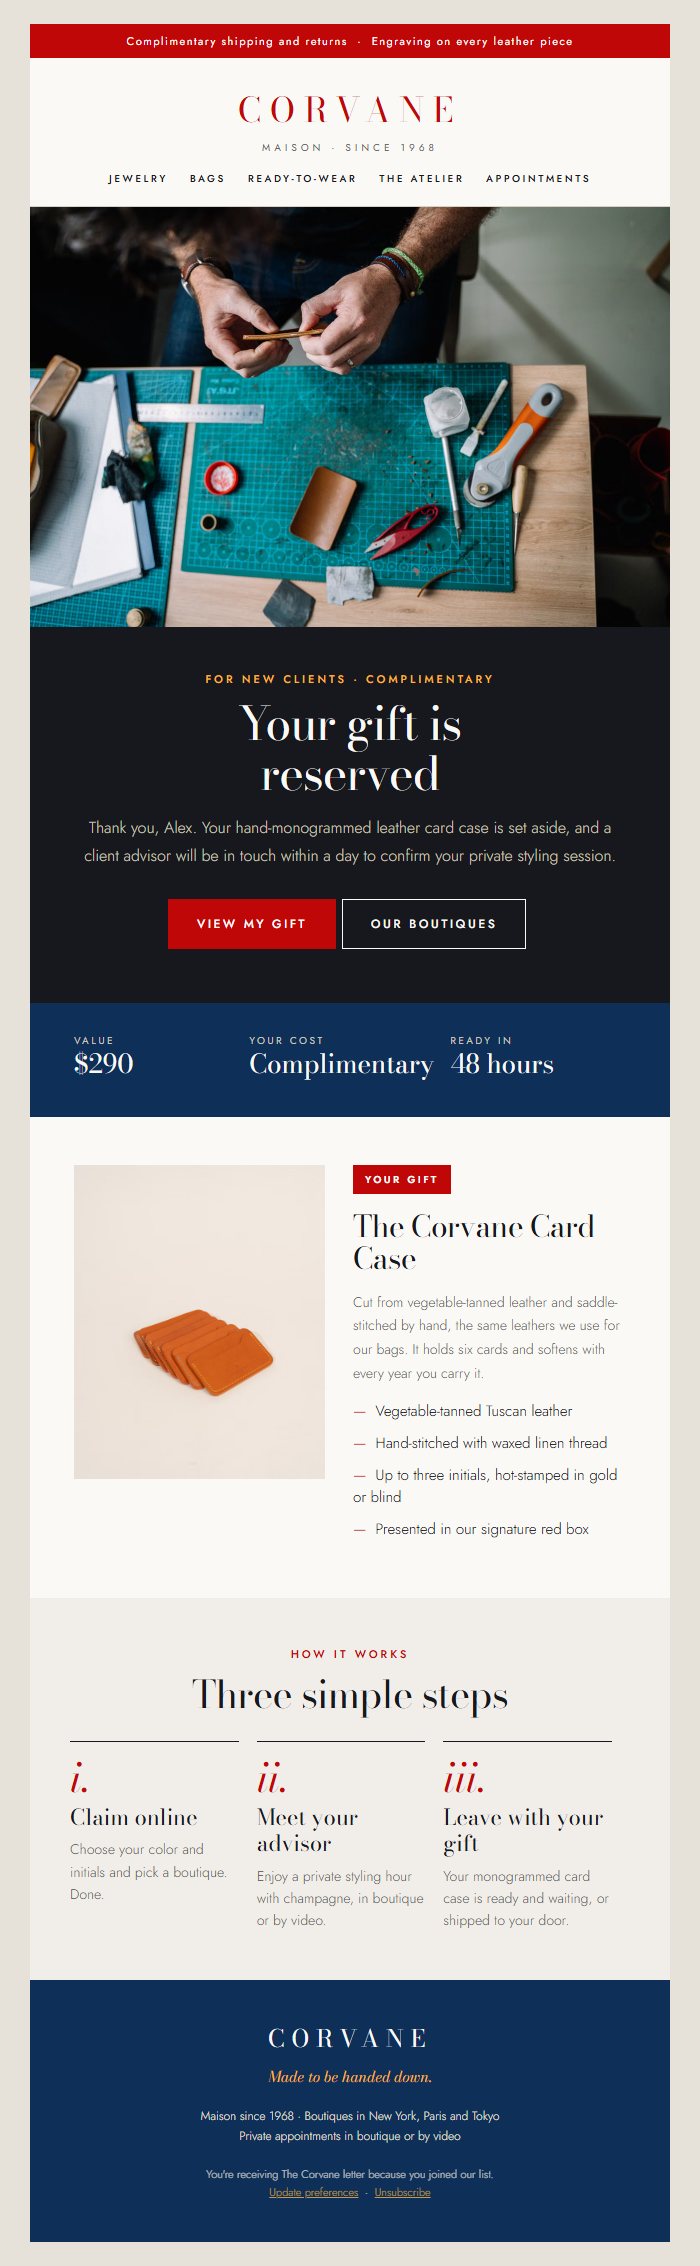 Complimentary shipping and returns · Engraving on every leather piece
CORVANE
MAISON · SINCE 1968
JEWELRY BAGS READY-TO-WEAR THE ATELIER APPOINTMENTS
FOR NEW CLIENTS · COMPLIMENTARY
Your gift is
reserved
Thank you, Alex. Your hand-monogrammed leather card case is set aside, and a
client advisor will be in touch within a day to confirm your private styling session.
VIEW MY GIFT
OUR BOUTIQUES
VALUE
$290
YOUR COST
Complimentary
READY IN
48 hours
YOUR GIFT
The Corvane Card
Case
Cut from vegetable-tanned leather and saddle-
stitched by hand, the same leathers we use for
our bags. It holds six cards and softens with
every year you carry it.
— Vegetable-tanned Tuscan leather
— Hand-stitched with waxed linen thread
— Up to three initials, hot-stamped in gold
or blind
— Presented in our signature red box
HOW IT WORKS
Three simple steps
i.
Claim online
Choose your color and
initials and pick a boutique.
Done.
ii.
Meet your
advisor
Enjoy a private styling hour
with champagne, in boutique
or by video.
iii.
Leave with your
gift
Your monogrammed card
case is ready and waiting, or
shipped to your door.
CORVANE
Made to be handed down.
Maison since 1968 · Boutiques in New York, Paris and Tokyo
Private appointments in boutique or by video
You're receiving The Corvane letter because you joined our list.
Update preferences · Unsubscribe